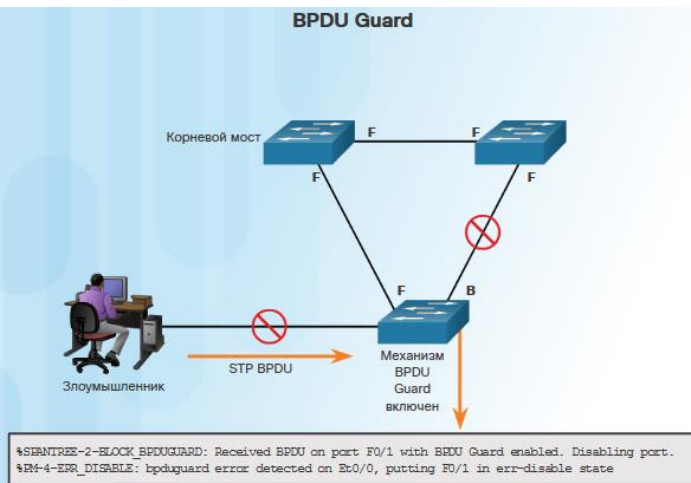 BPDU Guard
Корневой мост
F
F
F
F
F
B
Злоумышленник
STP BPDU
Механизм
BPDU
Guard
включен
%SPANTREE-2-BLOCK_BPDUGUARD: Received BPDU on port F0/1 with BPDU Guard enabled. Disabling port.
%PM-4-ERR_DISABLE: bpduguard error detected on Et0/0, putting F0/1 in err-disable state